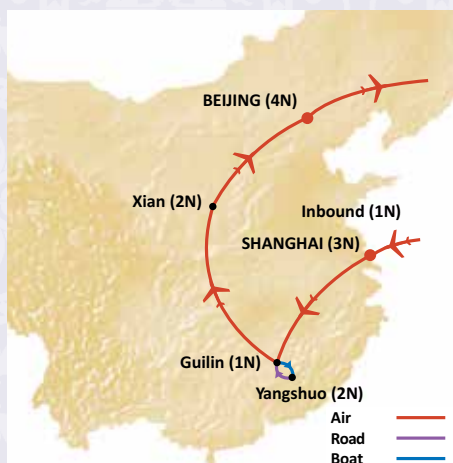 BEIJING (4N)
Xian (2N)
Inbound (1N)
SHANGHAI (3N)
Guilin (1N)
Yangshuo (2N)
Air
Road
Boat